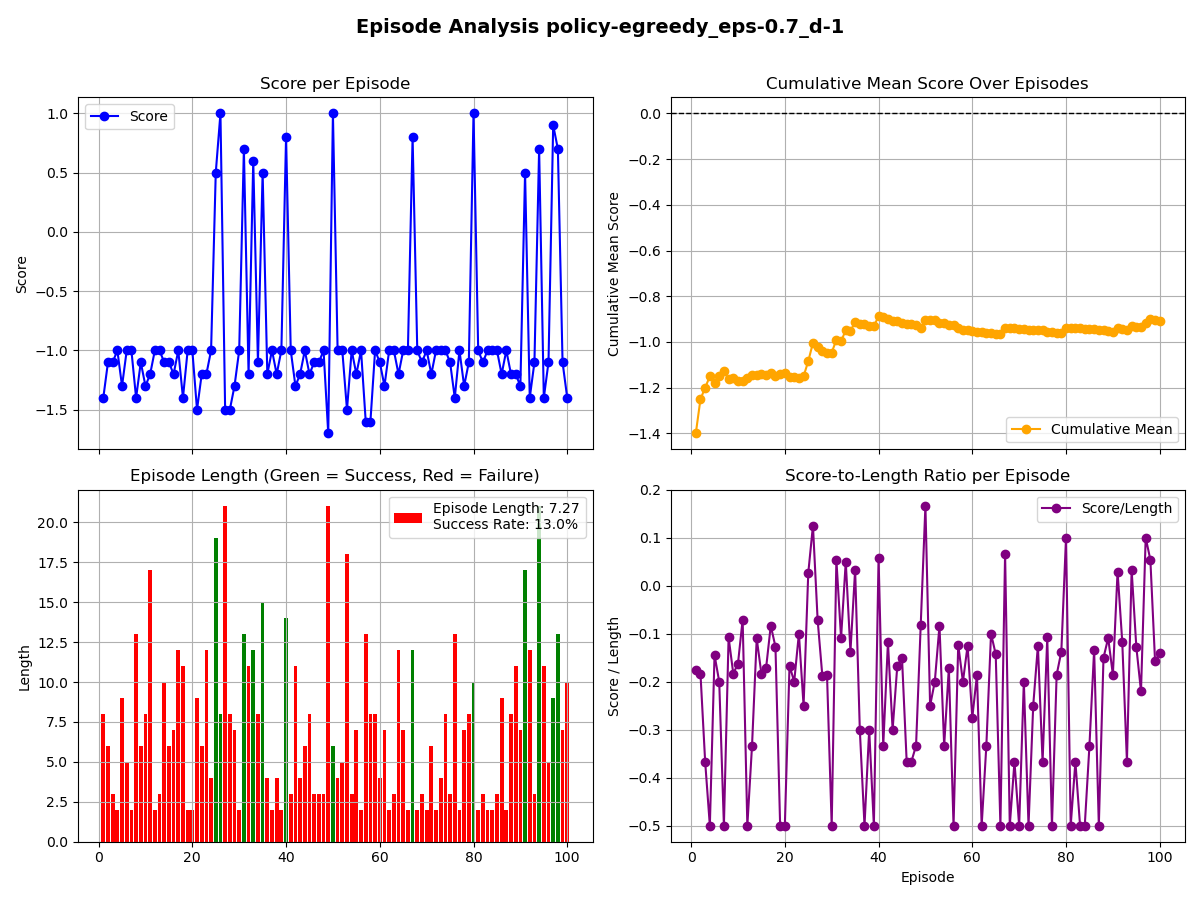 Episode Analysis policy-egreedy_eps-0.7_d-1
Score per Episode
1.0
0.5
0.0
−0.5
−1.0
−1.5
Score
Score
Cumulative Mean Score Over Episodes
0.0
−0.2
−0.4
−0.6
−0.8
−1.0
−1.2
−1.4
Cumulative Mean Score
Cumulative Mean
Episode Length (Green = Success, Red = Failure)
20.0
17.5
15.0
12.5
10.0
7.5
5.0
2.5
0.0
Length
Episode Length: 7.27
Success Rate: 13.0%
0 20 40 60 80 100
Score-to-Length Ratio per Episode
0.2
0.1
0.0
−0.1
−0.2
−0.3
−0.4
−0.5
Score / Length
Score/Length
0 20 40 60 80 100
Episode